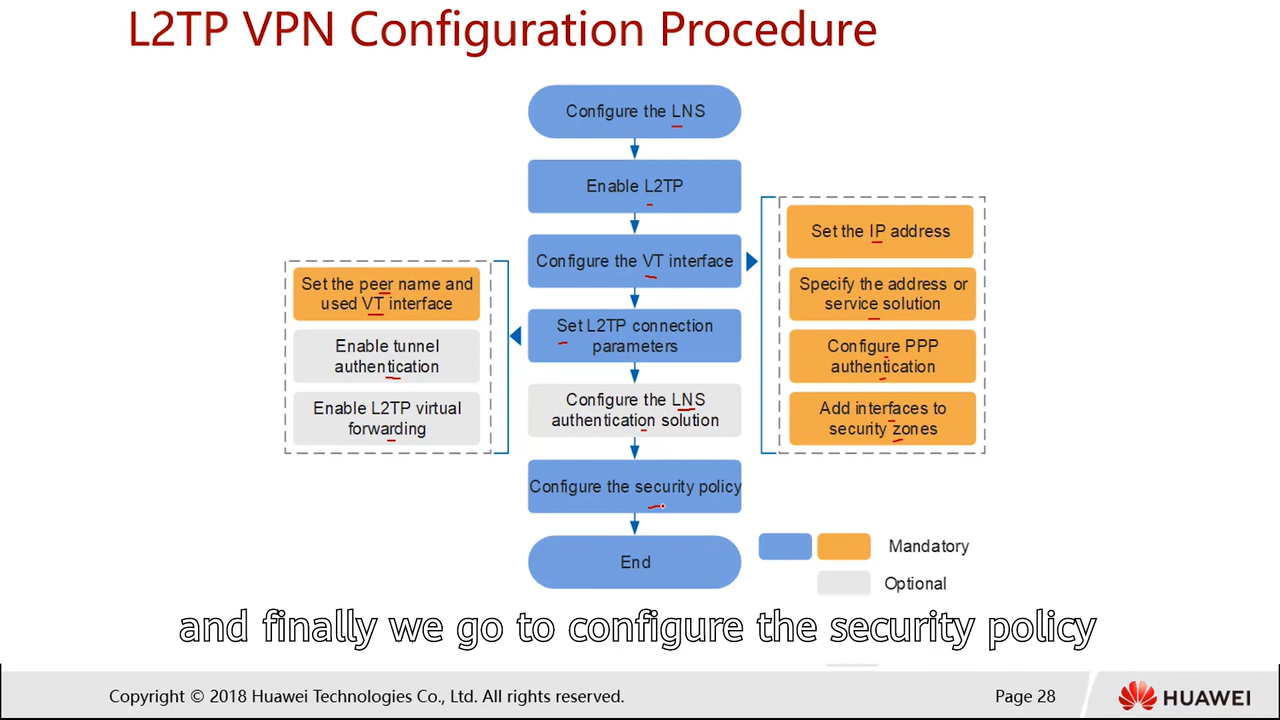 L2TP VPN Configuration Procedure
Configure the LNS
Enable L2TP
Configure the VT interface
Set L2TP connection
parameters
Configure the LNS
authentication solution
Configure the security policy
End
Set the peer name and
used VT interface
Enable tunnel
authentication
Enable L2TP virtual
forwarding
Set the IP address
Specify the address or
service solution
Configure PPP
authentication
Add interfaces to
security zones
Mandatory
Optional
and finally we go to configure the security policy
Copyright © 2018 Huawei Technologies Co., Ltd. All rights reserved.
Page 28
HUAWEI